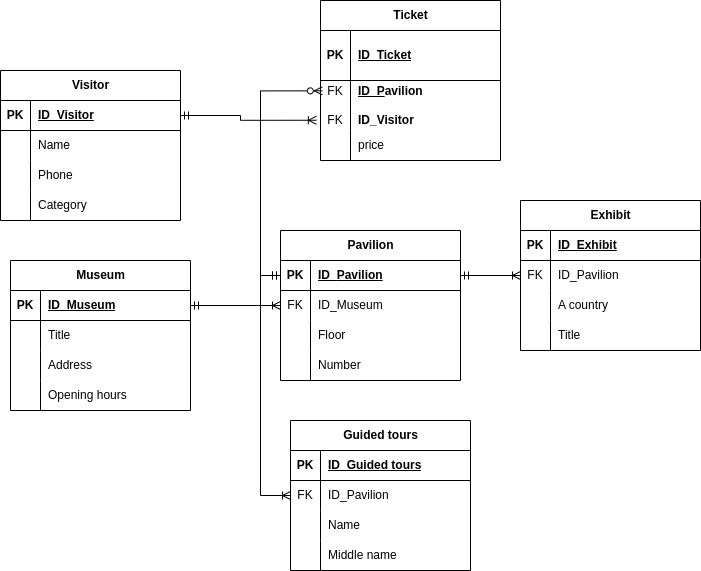 Ticket
PK ID_Ticket
FK ID_Pavilion
FK ID_Visitor
price
Visitor
PK ID_Visitor
Name
Phone
Category
Museum
PK ID_Museum
Title
Address
Opening hours
Pavilion
PK ID_Pavilion
FK ID_Museum
Floor
Number
Exhibit
PK ID_Exhibit
FK ID_Pavilion
A country
Title
Guided tours
PK ID_Guided tours
FK ID_Pavilion
Name
Middle name